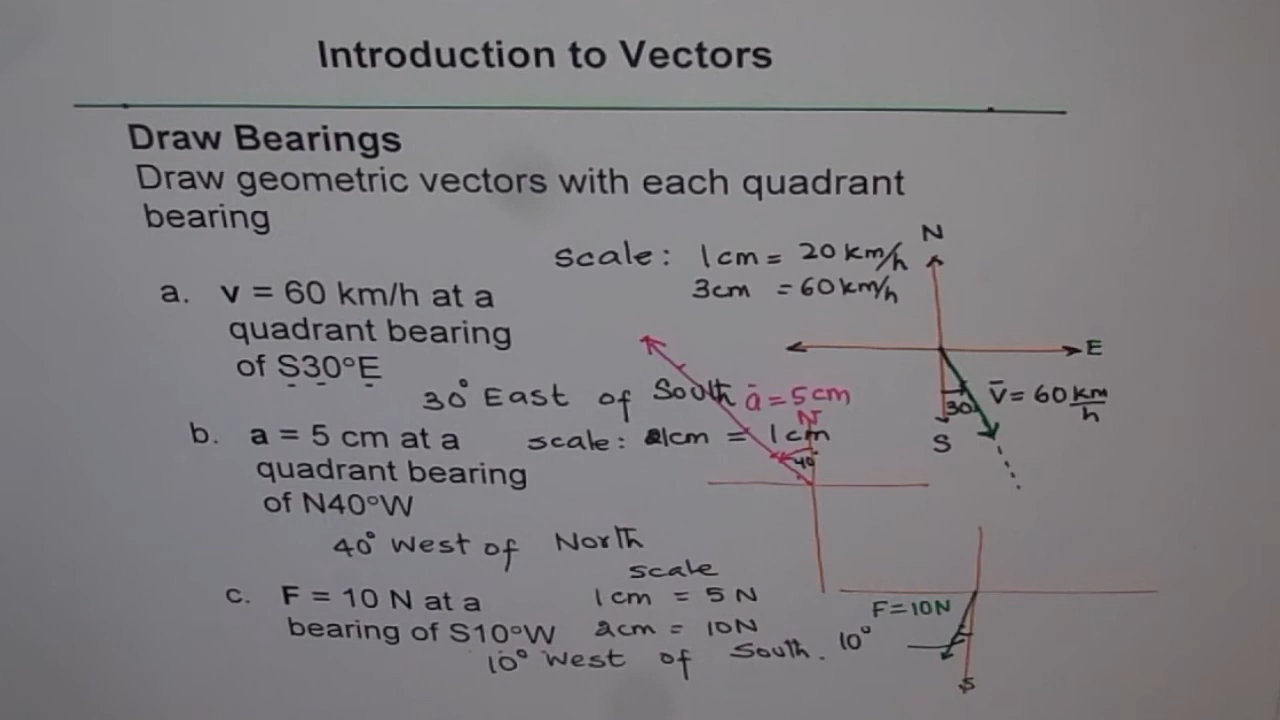 Introduction to Vectors
Draw Bearings
Draw geometric vectors with each quadrant
bearing
N
scale: 1cm = 20 km/h
3cm = 60 km/h
a. v = 60 km/h at a
quadrant bearing
of S30°E
E
30° East of South
ā = 5cm
30
v̄ = 60 km/h
S
b. a = 5 cm at a
quadrant bearing
of N40°W
scale: 1cm = 1cm
N
40°
40° West of North
c. F = 10 N at a
bearing of S10°W
scale
1cm = 5 N
2cm = 10N
10° West of South.
F = 10N
10°
S